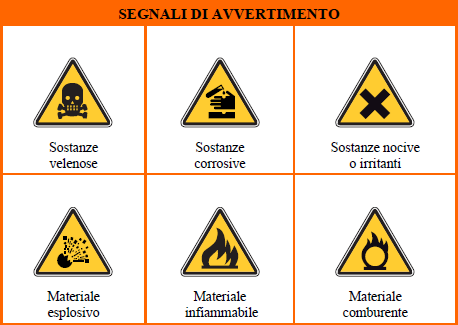 SEGNALI DI AVVERTIMENTO
Sostanze
velenose
Sostanze
corrosive
Sostanze nocive
o irritanti
Materiale
esplosivo
Materiale
infiammabile
Materiale
comburente